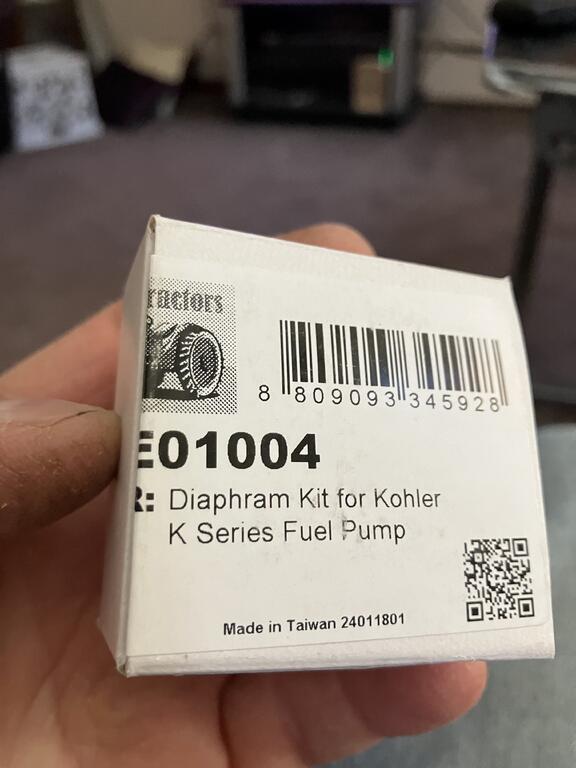 ractors
8 809093 345928
E01004
R: Diaphram Kit for Kohler
K Series Fuel Pump
Made in Taiwan 24011801